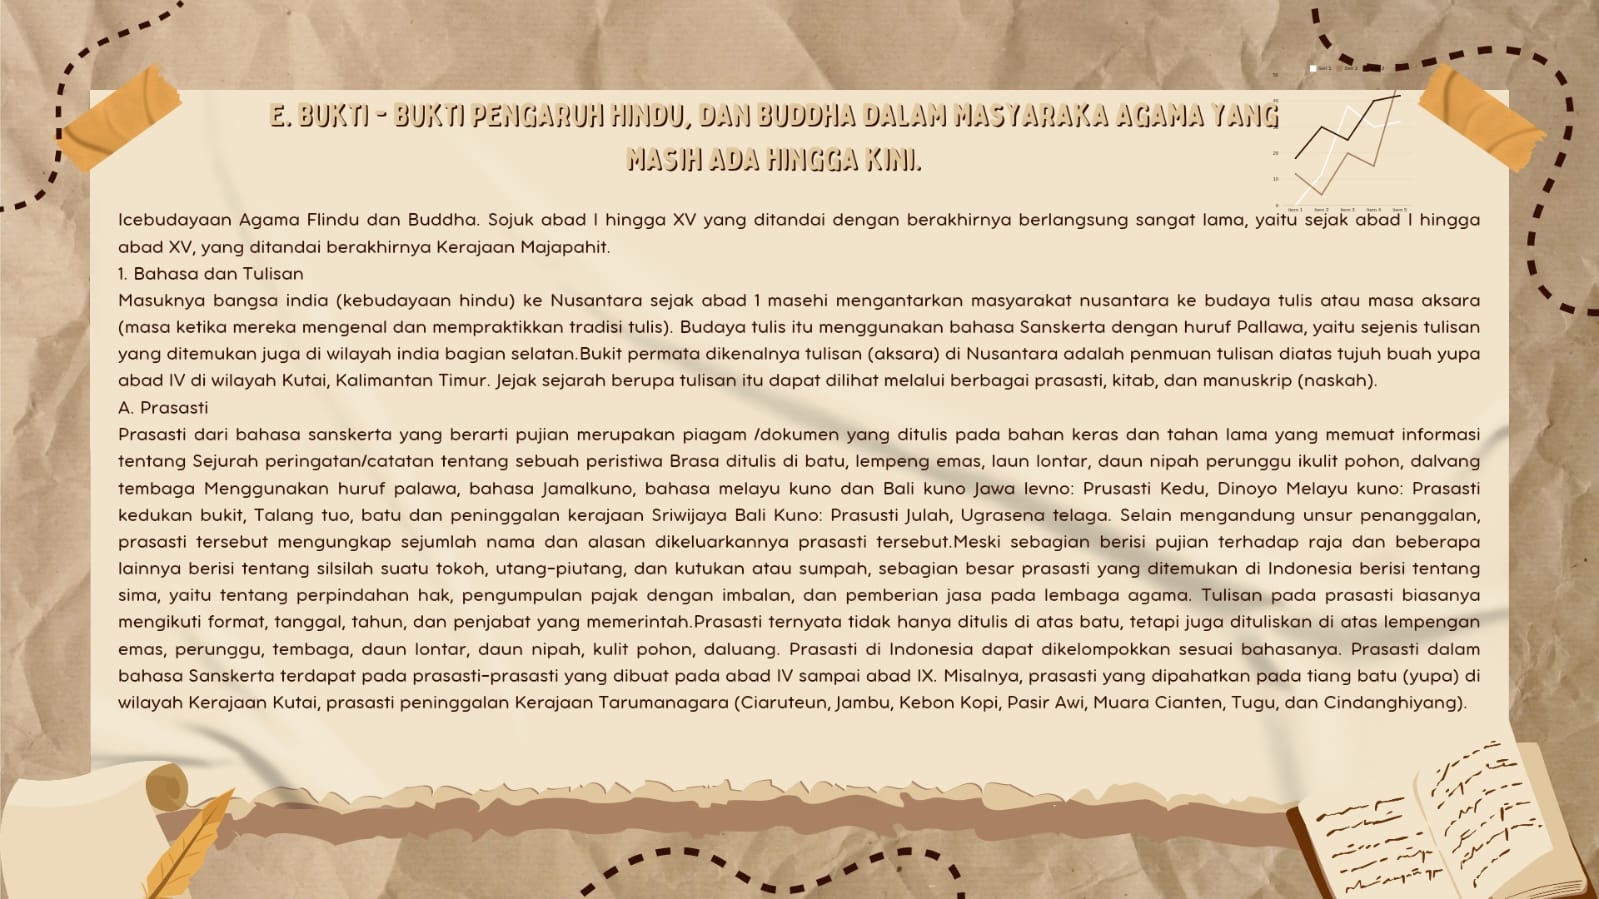 E. BUKTI - BUKTI PENGARUH HINDU, DAN BUDDHA DALAM MASYARAKA AGAMA YANG
MASIH ADA HINGGA KINI.
50
20
10
0
Item 1 Item 2 Item 3 Item 4 Item 5
Icebudayaan Agama Flindu dan Buddha. Sojuk abad I hingga XV yang ditandai dengan berakhirnya berlangsung sangat lama, yaitu sejak abad I hingga
abad XV, yang ditandai berakhirnya Kerajaan Majapahit.
1. Bahasa dan Tulisan
Masuknya bangsa india (kebudayaan hindu) ke Nusantara sejak abad 1 masehi mengantarkan masyarakat nusantara ke budaya tulis atau masa aksara
(masa ketika mereka mengenal dan mempraktikkan tradisi tulis). Budaya tulis itu menggunakan bahasa Sanskerta dengan huruf Pallawa, yaitu sejenis tulisan
yang ditemukan juga di wilayah india bagian selatan.Bukit permata dikenalnya tulisan (aksara) di Nusantara adalah penmuan tulisan diatas tujuh buah yupa
abad IV di wilayah Kutai, Kalimantan Timur. Jejak sejarah berupa tulisan itu dapat dilihat melalui berbagai prasasti, kitab, dan manuskrip (naskah).
A. Prasasti
Prasasti dari bahasa sanskerta yang berarti pujian merupakan piagam /dokumen yang ditulis pada bahan keras dan tahan lama yang memuat informasi
tentang Sejurah peringatan/catatan tentang sebuah peristiwa Brasa ditulis di batu, lempeng emas, laun lontar, daun nipah perunggu ikulit pohon, dalvang
tembaga Menggunakan huruf palawa, bahasa Jamalkuno, bahasa melayu kuno dan Bali kuno Jawa levno: Prusasti Kedu, Dinoyo Melayu kuno: Prasasti
kedukan bukit, Talang tuo, batu dan peninggalan kerajaan Sriwijaya Bali Kuno: Prasusti Julah, Ugrasena telaga. Selain mengandung unsur penanggalan,
prasasti tersebut mengungkap sejumlah nama dan alasan dikeluarkannya prasasti tersebut.Meski sebagian berisi pujian terhadap raja dan beberapa
lainnya berisi tentang silsilah suatu tokoh, utang-piutang, dan kutukan atau sumpah, sebagian besar prasasti yang ditemukan di Indonesia berisi tentang
sima, yaitu tentang perpindahan hak, pengumpulan pajak dengan imbalan, dan pemberian jasa pada lembaga agama. Tulisan pada prasasti biasanya
mengikuti format, tanggal, tahun, dan penjabat yang memerintah.Prasasti ternyata tidak hanya ditulis di atas batu, tetapi juga dituliskan di atas lempengan
emas, perunggu, tembaga, daun lontar, daun nipah, kulit pohon, daluang. Prasasti di Indonesia dapat dikelompokkan sesuai bahasanya. Prasasti dalam
bahasa Sanskerta terdapat pada prasasti-prasasti yang dibuat pada abad IV sampai abad IX. Misalnya, prasasti yang dipahatkan pada tiang batu (yupa) di
wilayah Kerajaan Kutai, prasasti peninggalan Kerajaan Tarumanagara (Ciaruteun, Jambu, Kebon Kopi, Pasir Awi, Muara Cianten, Tugu, dan Cindanghiyang).